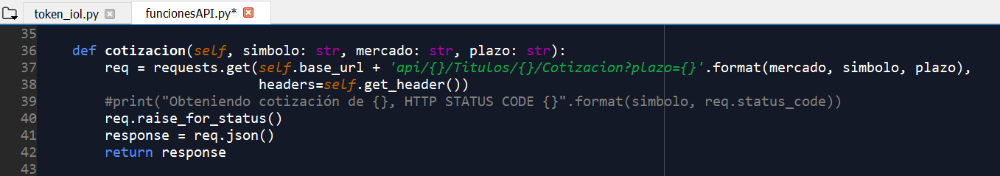 token_iol.py funcionesAPI.py*
35
36 def cotizacion(self, simbolo: str, mercado: str, plazo: str):
37 req = requests.get(self.base_url + 'api/{}/Titulos/{}/Cotizacion?plazo={}'.format(mercado, simbolo, plazo),
38 headers=self.get_header())
39 #print("Obteniendo cotización de {}, HTTP STATUS CODE {}".format(simbolo, req.status_code))
40 req.raise_for_status()
41 response = req.json()
42 return response
43